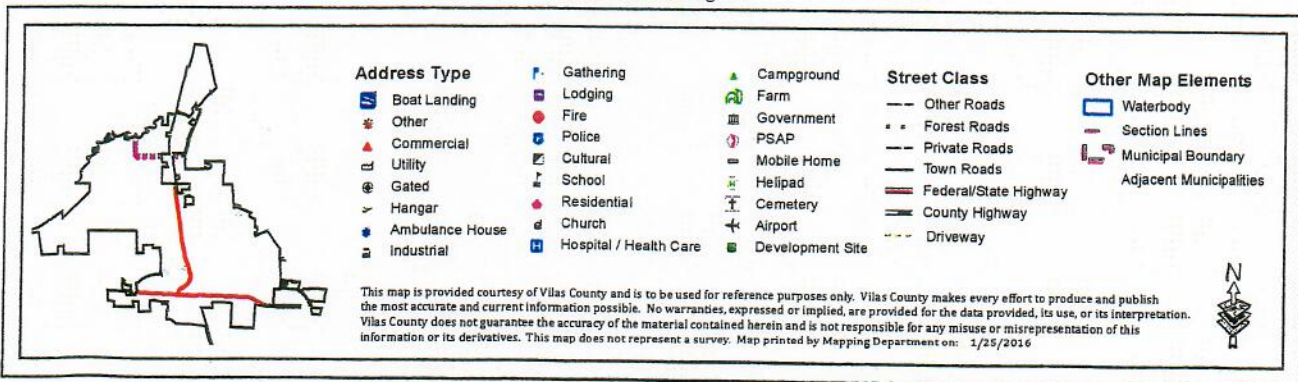 Address Type
Boat Landing
Other
Commercial
Utility
Gated
Hangar
Ambulance House
Industrial
Gathering
Lodging
Fire
Police
Cultural
School
Residential
Church
H Hospital / Health Care
Campground
Farm
Government
PSAP
Mobile Home
H Helipad
Cemetery
Airport
Development Site
Street Class
Other Roads
Forest Roads
Private Roads
Town Roads
Federal/State Highway
County Highway
Driveway
Other Map Elements
Waterbody
Section Lines
Municipal Boundary
Adjacent Municipalities
This map is provided courtesy of Vilas County and is to be used for reference purposes only. Vilas County makes every effort to produce and publish
the most accurate and current information possible. No warranties, expressed or implied, are provided for the data provided, its use, or its interpretation.
Vilas County does not guarantee the accuracy of the material contained herein and is not responsible for any misuse or misrepresentation of this
information or its derivatives. This map does not represent a survey. Map printed by Mapping Department on: 1/25/2016
N